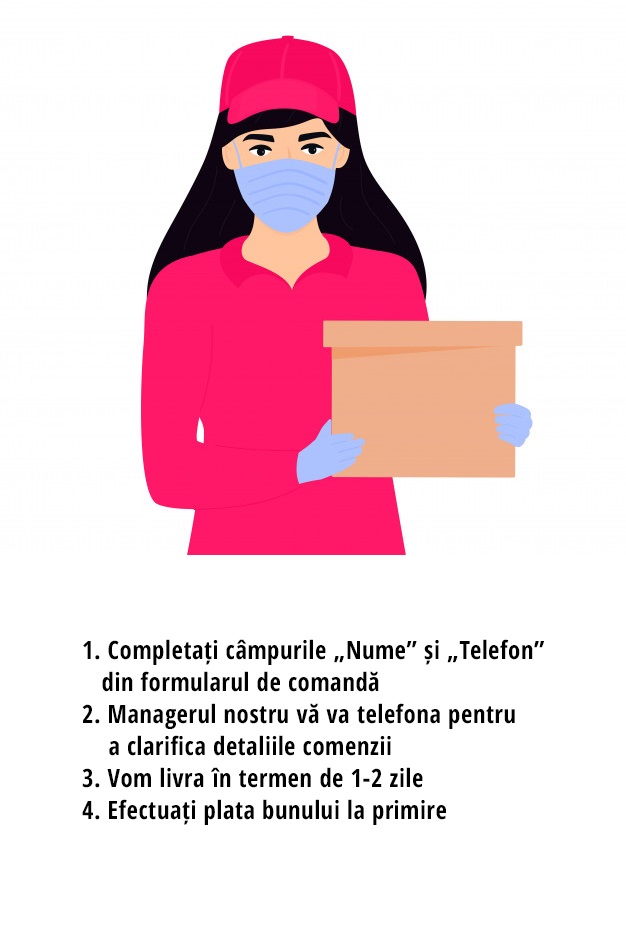 1. Completați câmpurile „Nume” și „Telefon”
din formularul de comandă
2. Managerul nostru vă va telefona pentru
a clarifica detaliile comenzii
3. Vom livra în termen de 1-2 zile
4. Efectuați plata bunului la primire